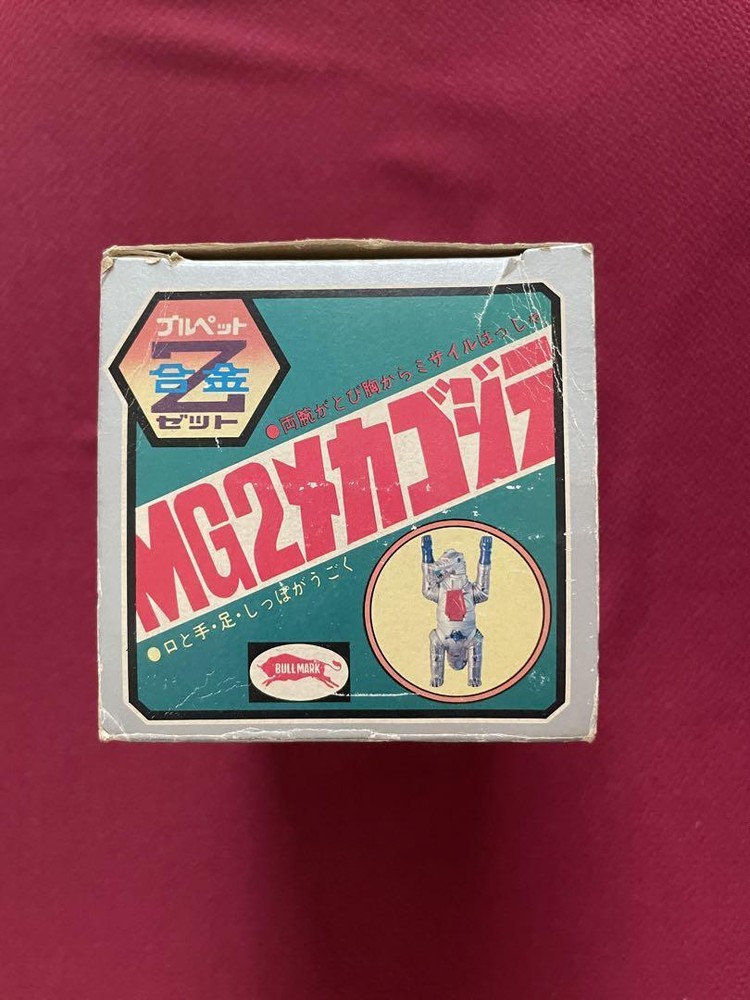 ブルペット
Z合金
ゼット
●両腕がとび胸からミサイルはっしゃ
MG2メカゴジラ
●口と手・足・しっぽがうごく
BULLMARK